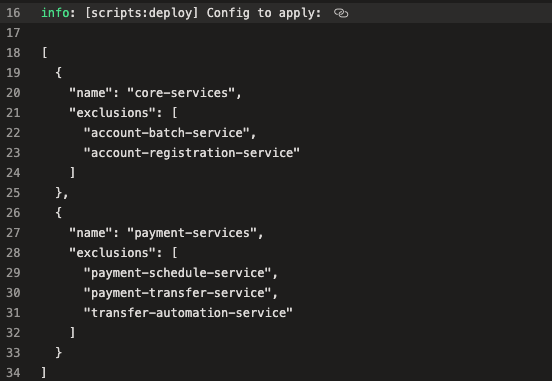 16 info: [scripts:deploy] Config to apply:
17
18 [
19   {
20     "name": "core-services",
21     "exclusions": [
22       "account-batch-service",
23       "account-registration-service"
24     ]
25   },
26   {
27     "name": "payment-services",
28     "exclusions": [
29       "payment-schedule-service",
30       "payment-transfer-service",
31       "transfer-automation-service"
32     ]
33   }
34 ]